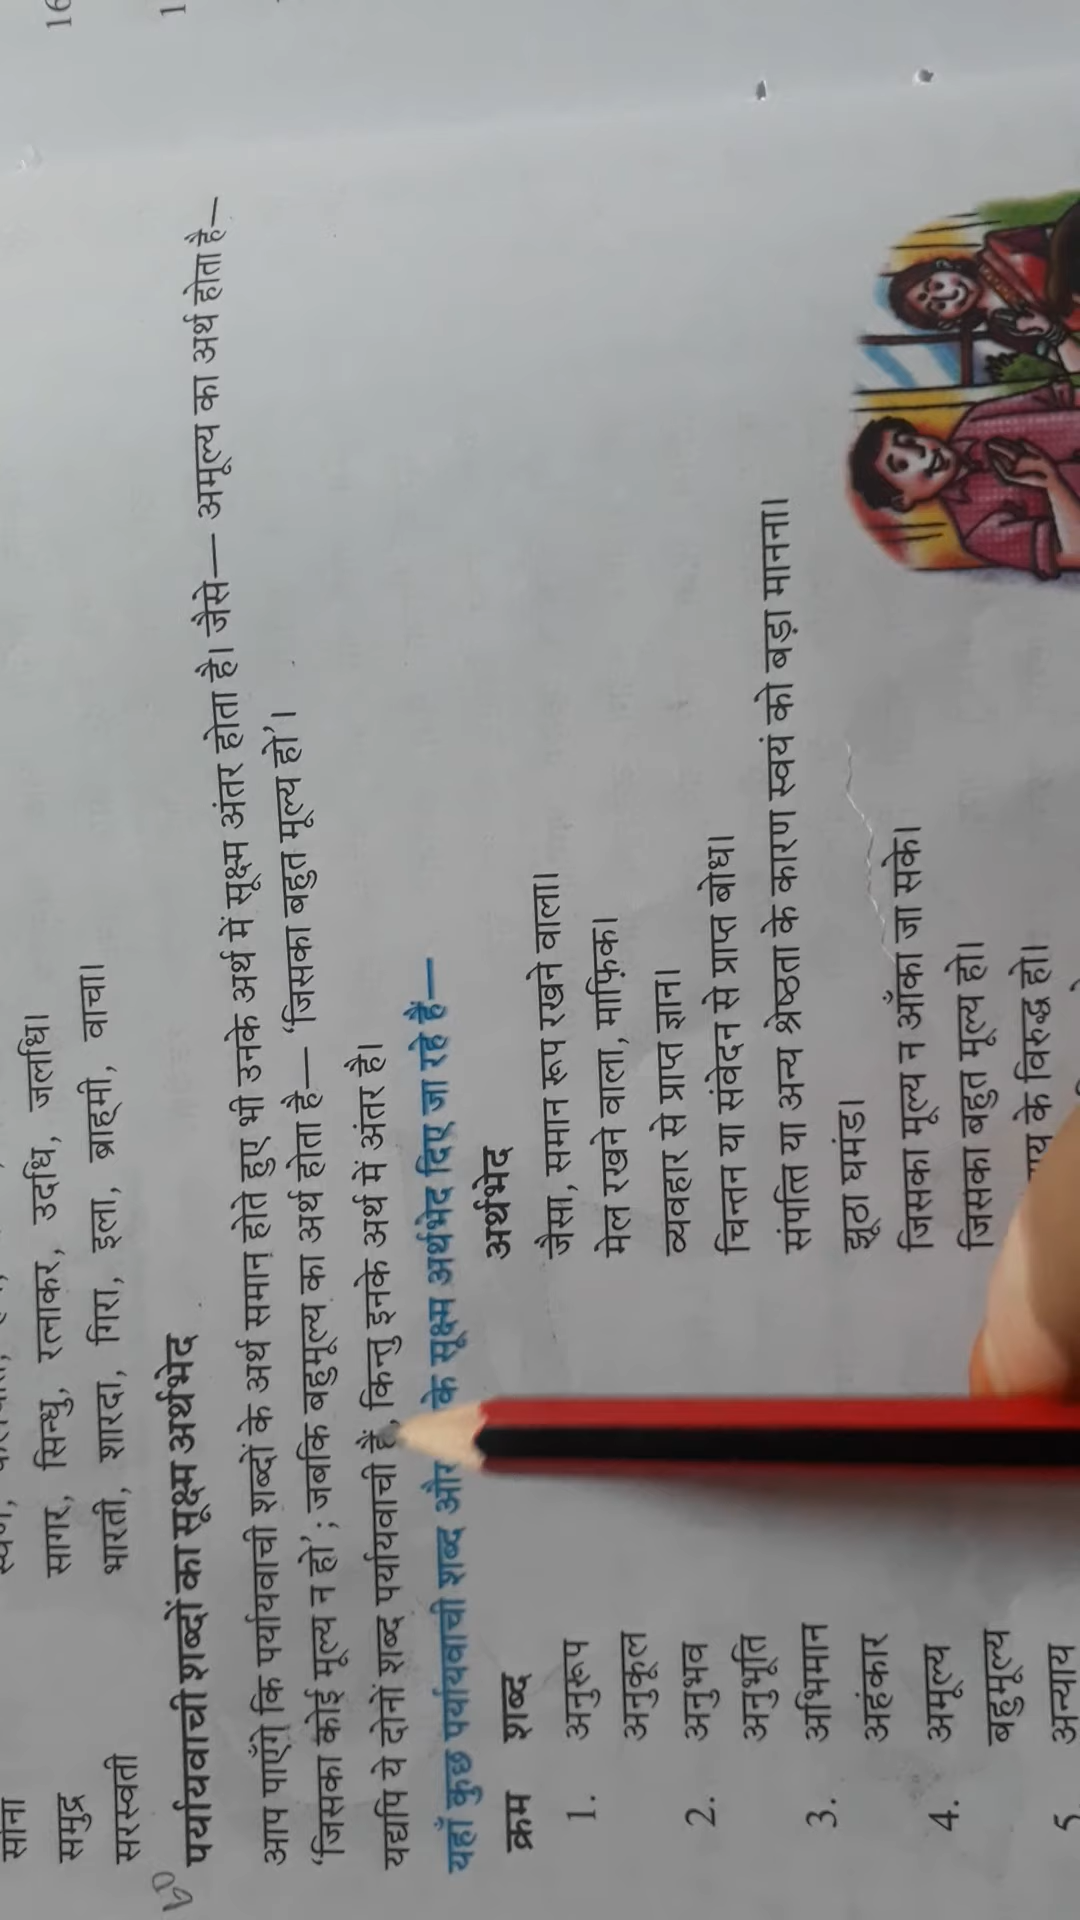 सोना
समुद्र सागर, सिन्धु, रत्नाकर, उदधि, जलधि।
सरस्वती भारती, शारदा, गिरा, इला, ब्राह्मी, वाचा।
पर्यायवाची शब्दों का सूक्ष्म अर्थभेद
आप पाएँगे कि पर्यायवाची शब्दों के अर्थ समान होते हुए भी उनके अर्थ में सूक्ष्म अंतर होता है। जैसे— अमूल्य का अर्थ होता है—
'जिसका कोई मूल्य न हो'; जबकि बहुमूल्य का अर्थ होता है— 'जिसका बहुत मूल्य हो'।
यद्यपि ये दोनों शब्द पर्यायवाची हैं, किन्तु इनके अर्थ में अंतर है।
यहाँ कुछ पर्यायवाची शब्द और के सूक्ष्म अर्थभेद दिए जा रहे हैं—
क्रम शब्द अर्थभेद
1. अनुरूप जैसा, समान रूप रखने वाला।
अनुकूल मेल रखने वाला, माफ़िक।
2. अनुभव व्यवहार से प्राप्त ज्ञान।
अनुभूति चिन्तन या संवेदन से प्राप्त बोध।
3. अभिमान संपत्ति या अन्य श्रेष्ठता के कारण स्वयं को बड़ा मानना।
अहंकार झूठा घमंड।
4. अमूल्य जिसका मूल्य न आँका जा सके।
बहुमूल्य जिसका बहुत मूल्य हो।
5 अन्याय के विरुद्ध हो।
16
1